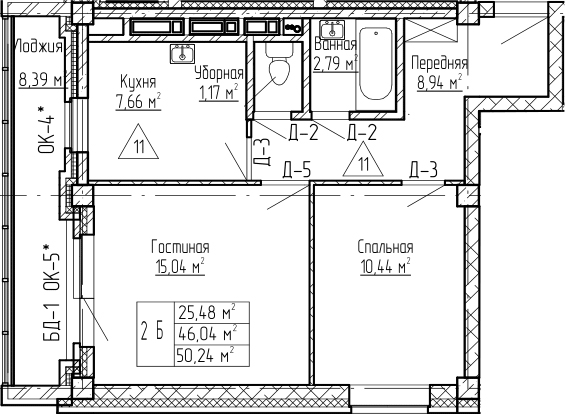 Лоджия
8,39 м
ОК-4*
Кухня
7,66 м²
Уборная
1,17 м²
Ванная
2,79 м²
Передняя
8,94 м²
11
Д-3
Д-2
Д-2
11
Д-3
Д-5
БД-1 ОК-5*
Гостиная
15,04 м²
Спальная
10,44 м²
2 Б
25,48 м²
46,04 м²
50,24 м²